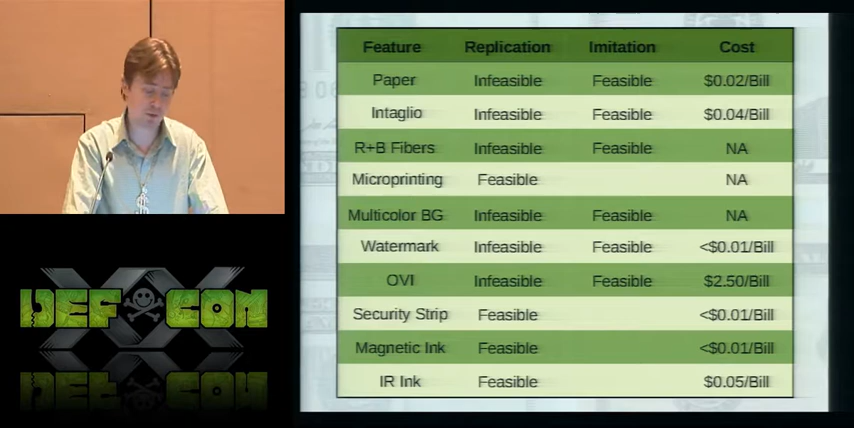 Feature Replication Imitation Cost
Paper Infeasible Feasible $0.02/Bill
Intaglio Infeasible Feasible $0.04/Bill
R+B Fibers Infeasible Feasible NA
Microprinting Feasible NA
Multicolor BG Infeasible Feasible NA
Watermark Infeasible Feasible <$0.01/Bill
OVI Infeasible Feasible $2.50/Bill
Security Strip Feasible <$0.01/Bill
Magnetic Ink Feasible <$0.01/Bill
IR Ink Feasible $0.05/Bill
DEF CON
XX